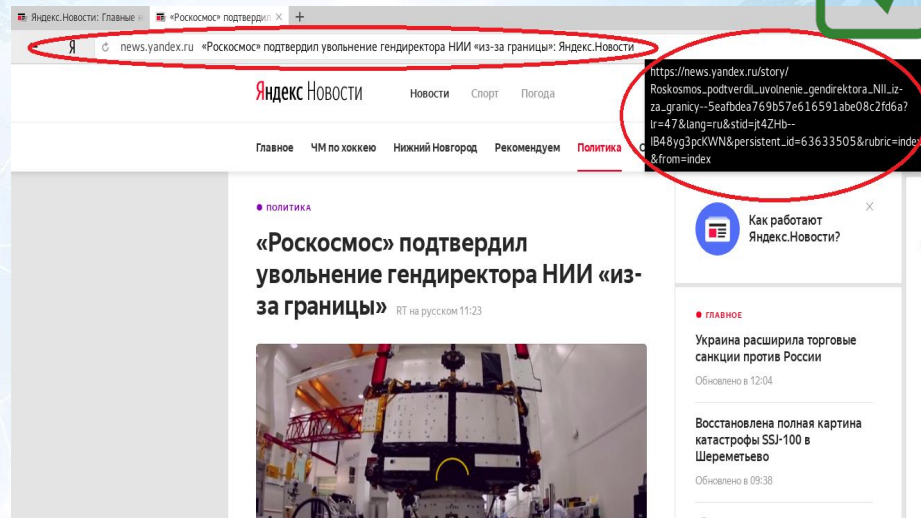 Яндекс.Новости: Главные
«Роскосмос» подтвердил
Я news.yandex.ru «Роскосмос» подтвердил увольнение гендиректора НИИ «из-за границы»: Яндекс.Новости
https://news.yandex.ru/story/
Roskosmos_podtverdil_uvolnenie_gendirektora_NII_iz-
za_granicy--5eafbdea769b57e616591abe08c2fd6a?
lr=47&lang=ru&stid=jt4ZHb--
IB48yg3pcKWN&persistent_id=63633505&rubric=index
&from=index
Яндекс Новости
Новости Спорт Погода
Главное ЧМ по хоккею Нижний Новгород Рекомендуем Политика
ПОЛИТИКА
«Роскосмос» подтвердил
увольнение гендиректора НИИ «из-
за границы» RT на русском 11:23
Как работают
Яндекс.Новости?
ГЛАВНОЕ
Украина расширила торговые
санкции против России
Обновлено в 12:04
Восстановлена полная картина
катастрофы SSJ-100 в
Шереметьево
Обновлено в 09:38